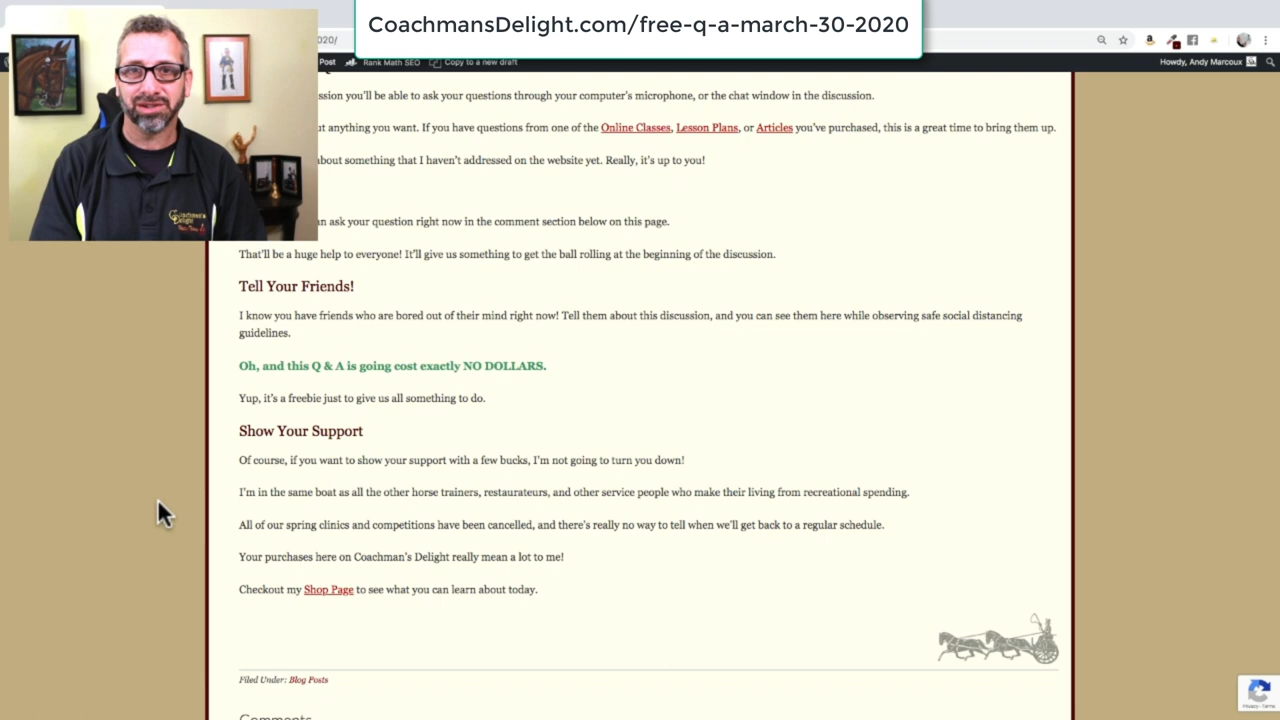 CoachmansDelight.com/free-q-a-march-30-2020
020/
Post Rank Math SEO Copy to a new draft Howdy, Andy Marcoux
ssion you'll be able to ask your questions through your computer's microphone, or the chat window in the discussion.
ut anything you want. If you have questions from one of the Online Classes, Lesson Plans, or Articles you've purchased, this is a great time to bring them up.
about something that I haven't addressed on the website yet. Really, it's up to you!
an ask your question right now in the comment section below on this page.
That'll be a huge help to everyone! It'll give us something to get the ball rolling at the beginning of the discussion.
Tell Your Friends!
I know you have friends who are bored out of their mind right now! Tell them about this discussion, and you can see them here while observing safe social distancing
guidelines.
Oh, and this Q & A is going cost exactly NO DOLLARS.
Yup, it's a freebie just to give us all something to do.
Show Your Support
Of course, if you want to show your support with a few bucks, I'm not going to turn you down!
I'm in the same boat as all the other horse trainers, restaurateurs, and other service people who make their living from recreational spending.
All of our spring clinics and competitions have been cancelled, and there's really no way to tell when we'll get back to a regular schedule.
Your purchases here on Coachman's Delight really mean a lot to me!
Checkout my Shop Page to see what you can learn about today.
Filed Under: Blog Posts
Comments
Privacy - Terms
Coachman's
Delight